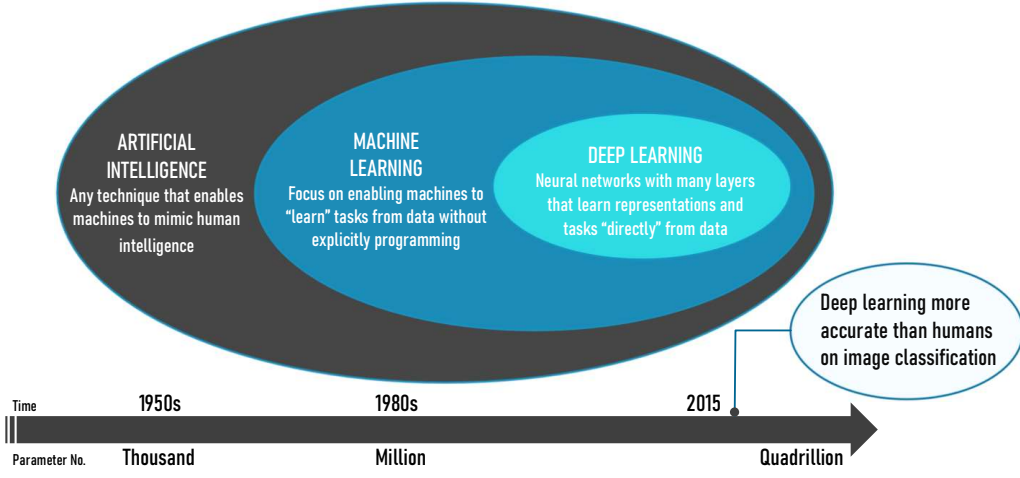 ARTIFICIAL
INTELLIGENCE
Any technique that enables
machines to mimic human
intelligence
MACHINE
LEARNING
Focus on enabling machines to
“learn” tasks from data without
explicitly programming
DEEP LEARNING
Neural networks with many layers
that learn representations and
tasks “directly” from data
Deep learning more
accurate than humans
on image classification
Time 1950s 1980s 2015
Parameter No. Thousand Million Quadrillion